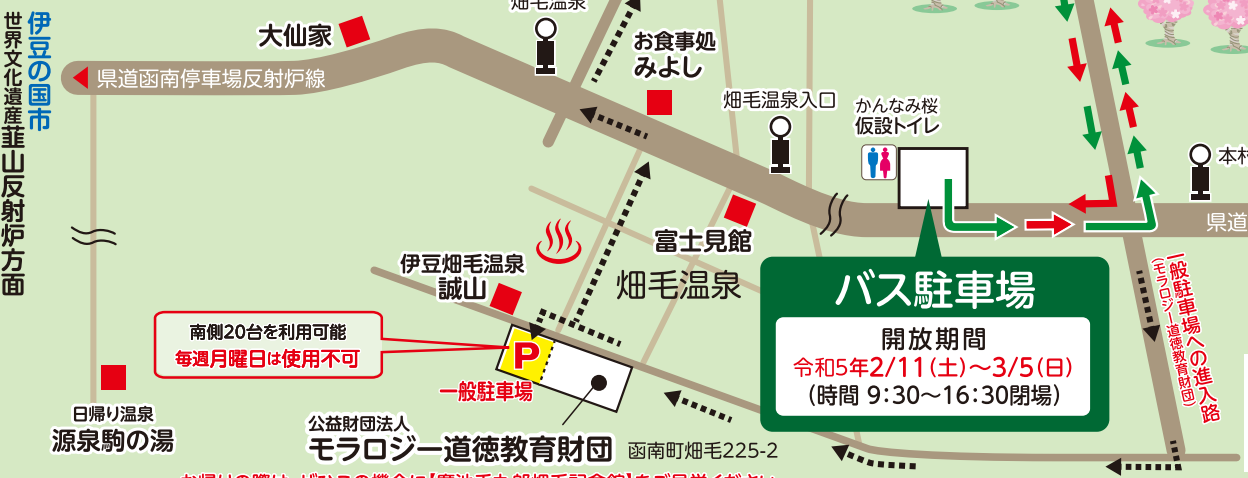 伊豆の国市
世界文化遺産韮山反射炉方面
大仙家
県道函南停車場反射炉線
畑毛温泉
お食事処
みよし
畑毛温泉入口
かんなみ桜
仮設トイレ
本村
県道
富士見館
畑毛温泉
伊豆畑毛温泉
誠山
南側20台を利用可能
毎週月曜日は使用不可
P
一般駐車場
日帰り温泉
源泉駒の湯
公益財団法人
モラロジー道徳教育財団 函南町畑毛225-2
バス駐車場
開放期間
令和5年2/11(土)～3/5(日)
(時間 9:30～16:30閉場)
一般駐車場への進入路
(モラロジー道徳教育財団)